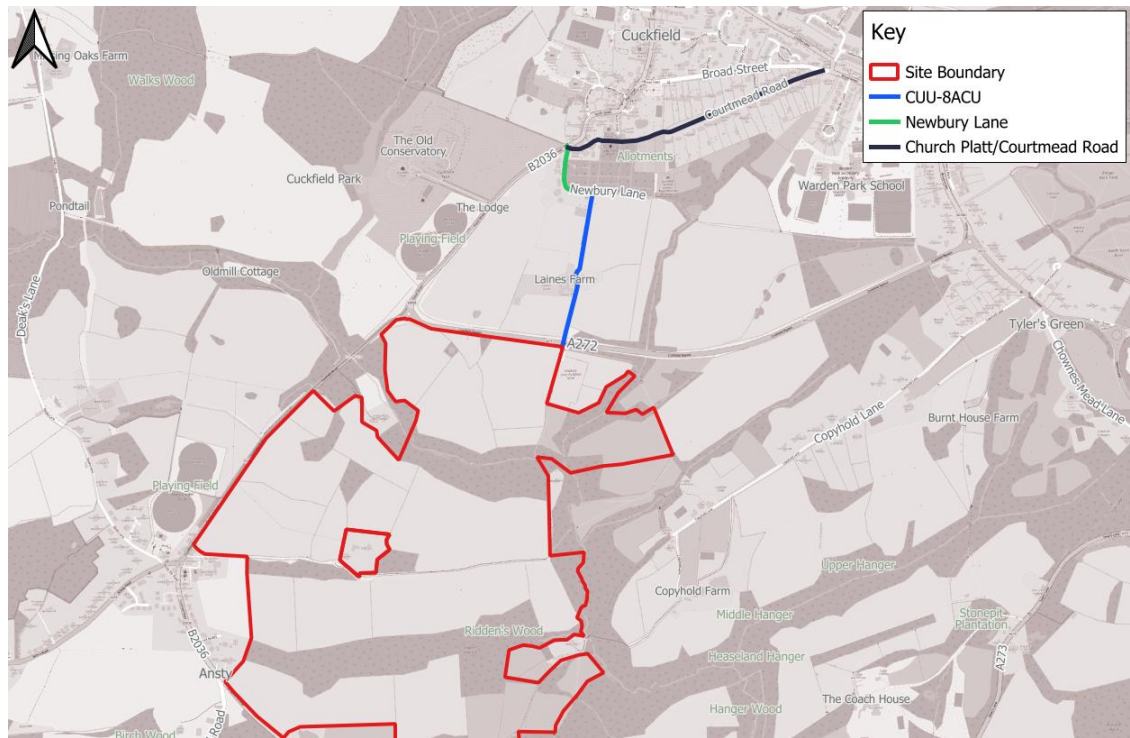 Cuckfield
Key
Site Boundary
CUU-8ACU
Newbury Lane
Church Platt/Courtmead Road
Oaks Farm
Walks Wood
Broad Street
Courtmead Road
The Old
Conservatory
B2036
Allotments
Cuckfield Park
Newbury Lane
Warden Park School
Pondtail
The Lodge
Playing Field
Oldmill Cottage
Laines Farm
Deak's Lane
A272
Tyler's Green
Chownes Mead Lane
Copyhold Lane
Burnt House Farm
Playing Field
Upper Hanger
Copyhold Farm
Middle Hanger
Stonepit
Plantation
Ridden's Wood
B2036
Heaseland Hanger
A273
Ansty
The Coach House
Hanger Wood
Road
Birch Wood